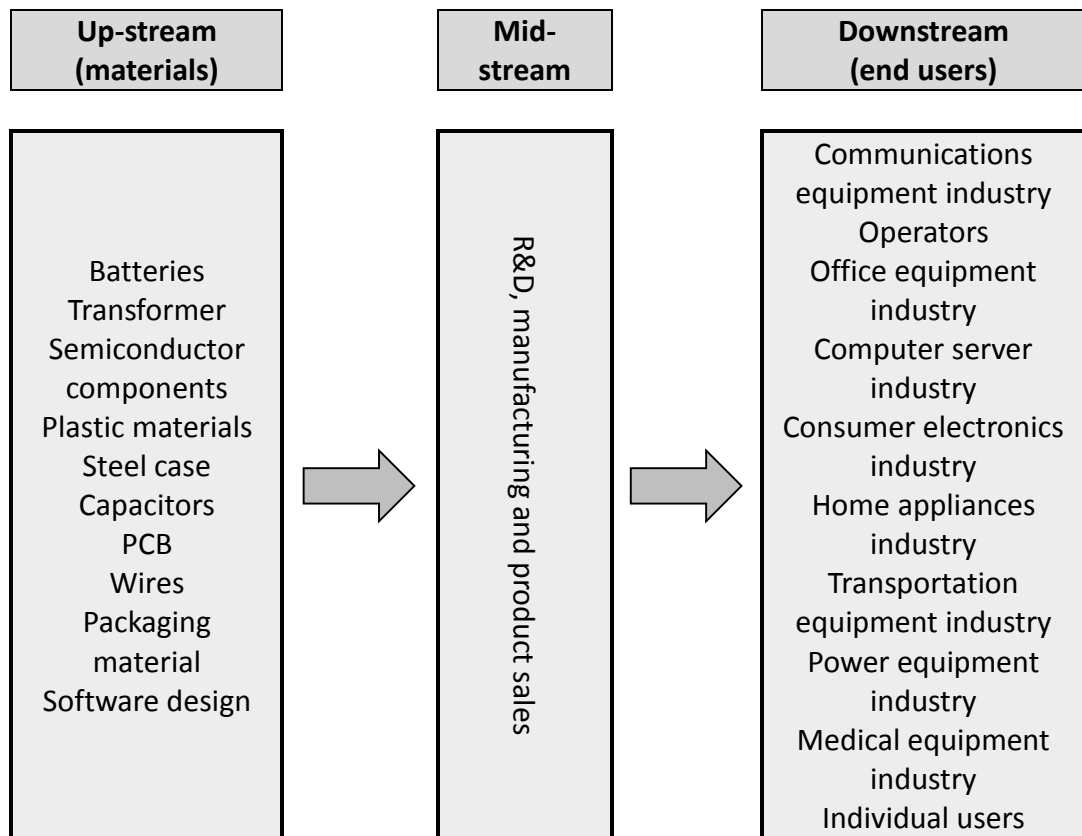 Up-stream
(materials)
Mid-
stream
Downstream
(end users)
Batteries
Transformer
Semiconductor
components
Plastic materials
Steel case
Capacitors
PCB
Wires
Packaging
material
Software design
R&D, manufacturing and product sales
Communications
equipment industry
Operators
Office equipment
industry
Computer server
industry
Consumer electronics
industry
Home appliances
industry
Transportation
equipment industry
Power equipment
industry
Medical equipment
industry
Individual users